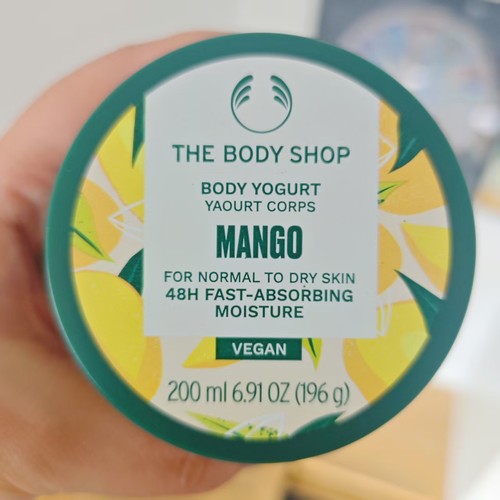 THE BODY SHOP
BODY YOGURT
YAOURT CORPS
MANGO
FOR NORMAL TO DRY SKIN
48H FAST-ABSORBING
MOISTURE
VEGAN
200 ml 6.91 OZ (196 g)